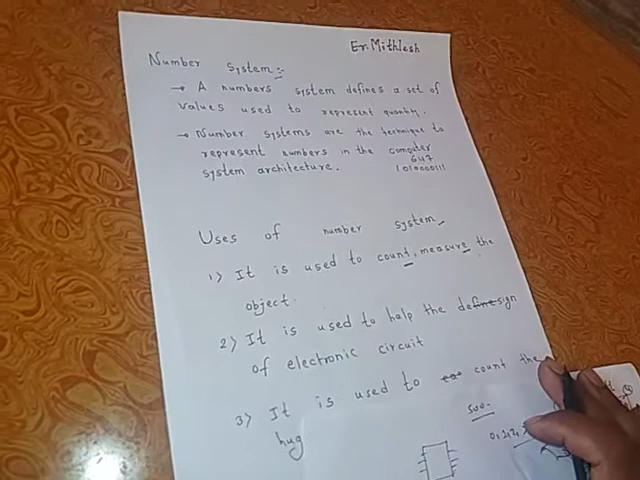 Er. Mithlesh
Number System :-
→ A numbers system defines a set of
values used to represent quantity.
→ Number systems are the technique to
represent numbers in the computer
system architecture.
647
1010000111
Uses of number system
1) It is used to count, measure the
object.
2) It is used to help the design
of electronic circuit
3) It is used to count the
hug
500-
0,1,2,